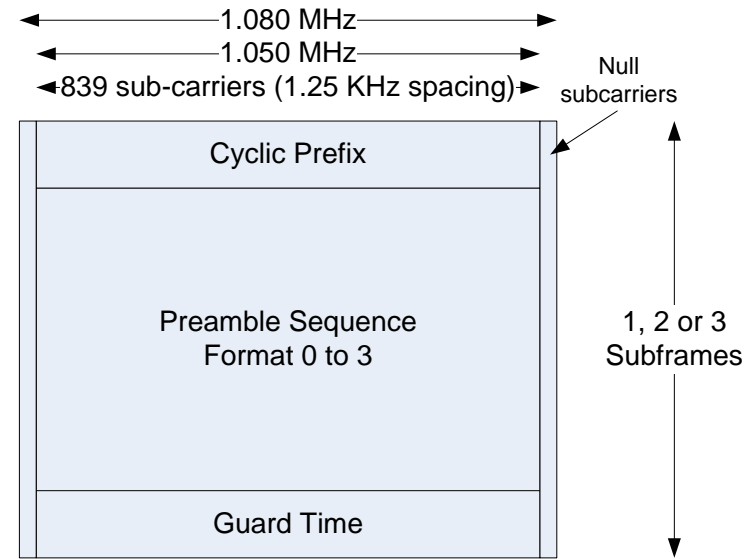 1.080 MHz
1.050 MHz
839 sub-carriers (1.25 KHz spacing)
Null
subcarriers
Cyclic Prefix
Preamble Sequence
Format 0 to 3
1, 2 or 3
Subframes
Guard Time